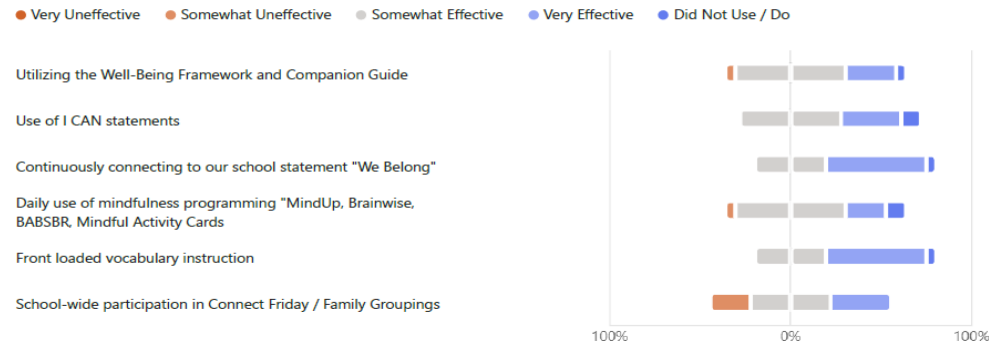 Very Uneffective Somewhat Uneffective Somewhat Effective Very Effective Did Not Use / Do
Utilizing the Well-Being Framework and Companion Guide
Use of I CAN statements
Continuously connecting to our school statement "We Belong"
Daily use of mindfulness programming "MindUp, Brainwise,
BABSBR, Mindful Activity Cards
Front loaded vocabulary instruction
School-wide participation in Connect Friday / Family Groupings
100% 0% 100%